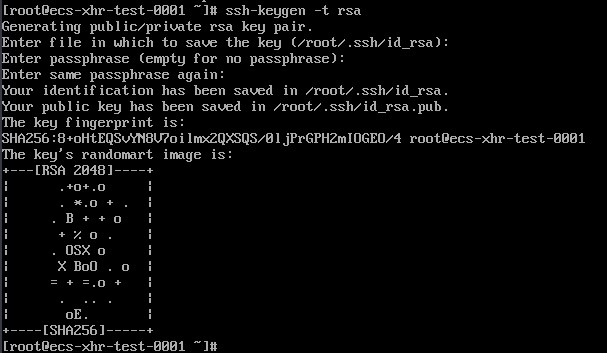 [root@ecs-xhr-test-0001 ~]# ssh-keygen -t rsa
Generating public/private rsa key pair.
Enter file in which to save the key (/root/.ssh/id_rsa):
Enter passphrase (empty for no passphrase):
Enter same passphrase again:
Your identification has been saved in /root/.ssh/id_rsa.
Your public key has been saved in /root/.ssh/id_rsa.pub.
The key fingerprint is:
SHA256:8+oHtEQSvYN8V7oilmx2QXSQS/0ljPrGPH2mIOGEO/4 root@ecs-xhr-test-0001
The key's randomart image is:
+---[RSA 2048]----+
|      .+o+.o     |
|      . *.o + .  |
|     . B + + o   |
|      + % o .    |
|     . OSX o     |
|      X BoO . o  |
|     = + =.o +   |
|      .  .. .    |
|       oE.       |
+----[SHA256]-----+
[root@ecs-xhr-test-0001 ~]#